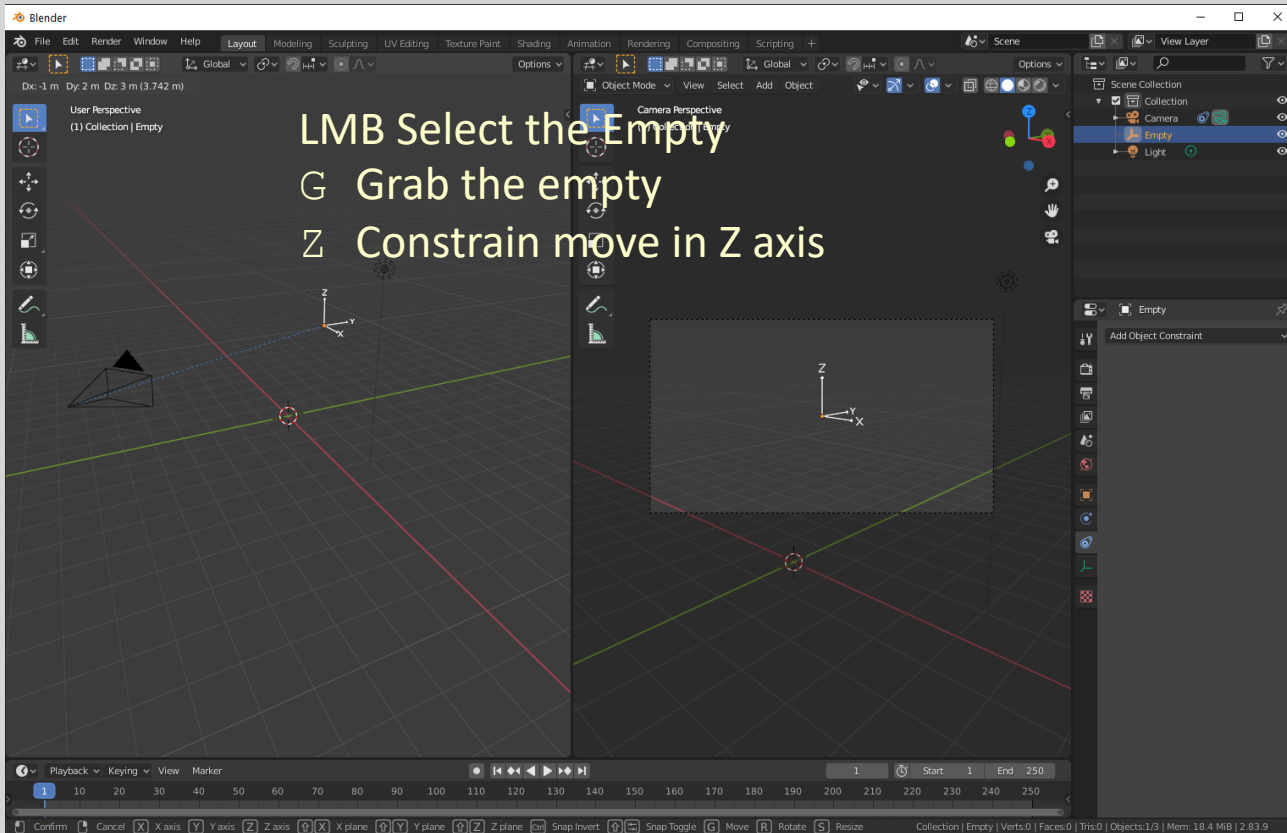 Blender
File Edit Render Window Help Layout Modeling Sculpting UV Editing Texture Paint Shading Animation Rendering Compositing Scripting + Scene View Layer
Global Options Global Options
Dx: -1 m Dy: 2 m Dz: 3 m (3.742 m) Object Mode View Select Add Object
User Perspective
(1) Collection | Empty
Camera Perspective
(1) Collection | Empty
LMB Select the Empty
G Grab the empty
Z Constrain move in Z axis
Z
Y
X
Z
Y
X
Z
X
Scene Collection
Collection
Camera
Empty
Light
Empty
Add Object Constraint
Playback Keying View Marker 1 Start 1 End 250
1 10 20 30 40 50 60 70 80 90 100 110 120 130 140 150 160 170 180 190 200 210 220 230 240 250
Confirm Cancel X X axis Y Y axis Z Z axis X X plane Y Y plane Z Z plane Ctrl Snap Invert Snap Toggle G Move R Rotate S Resize Collection | Empty | Verts:0 | Faces:0 | Tris:0 | Objects:1/3 | Mem: 18.4 MiB | 2.83.9